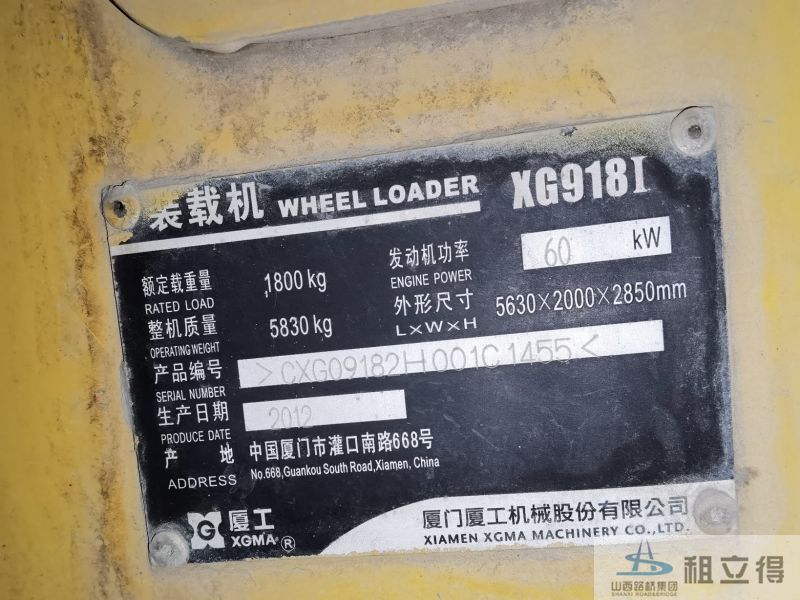 装载机 WHEEL LOADER XG918I
额定载重量 1800kg 发动机功率 60 kW
RATED LOAD ENGINE POWER
整机质量 5830kg 外形尺寸 5630×2000×2850mm
OPERATING WEIGHT L×W×H
产品编号 >CXG09182H001C1455<
SERIAL NUMBER
生产日期 2012
PRODUCE DATE
产 地 中国厦门市灌口南路668号
ADDRESS No.668,Guankou South Road,Xiamen, China
厦工 厦门厦工机械股份有限公司
XGMA® XIAMEN XGMA MACHINERY CO.,LTD.
山西路桥集团 租立得
SHANXI ROAD&BRIDGE